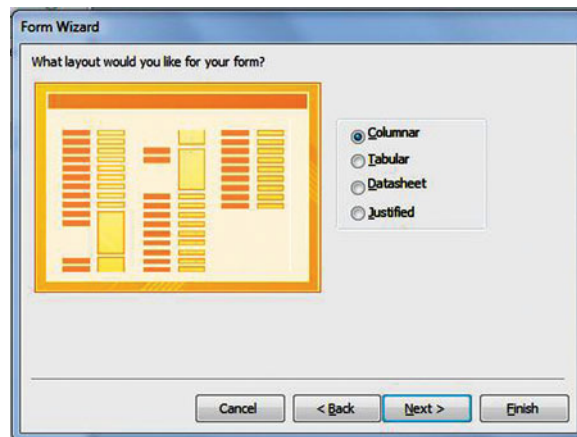 Form Wizard
What layout would you like for your form?
Columnar
Tabular
Datasheet
Justified
Cancel
< Back
Next >
Finish